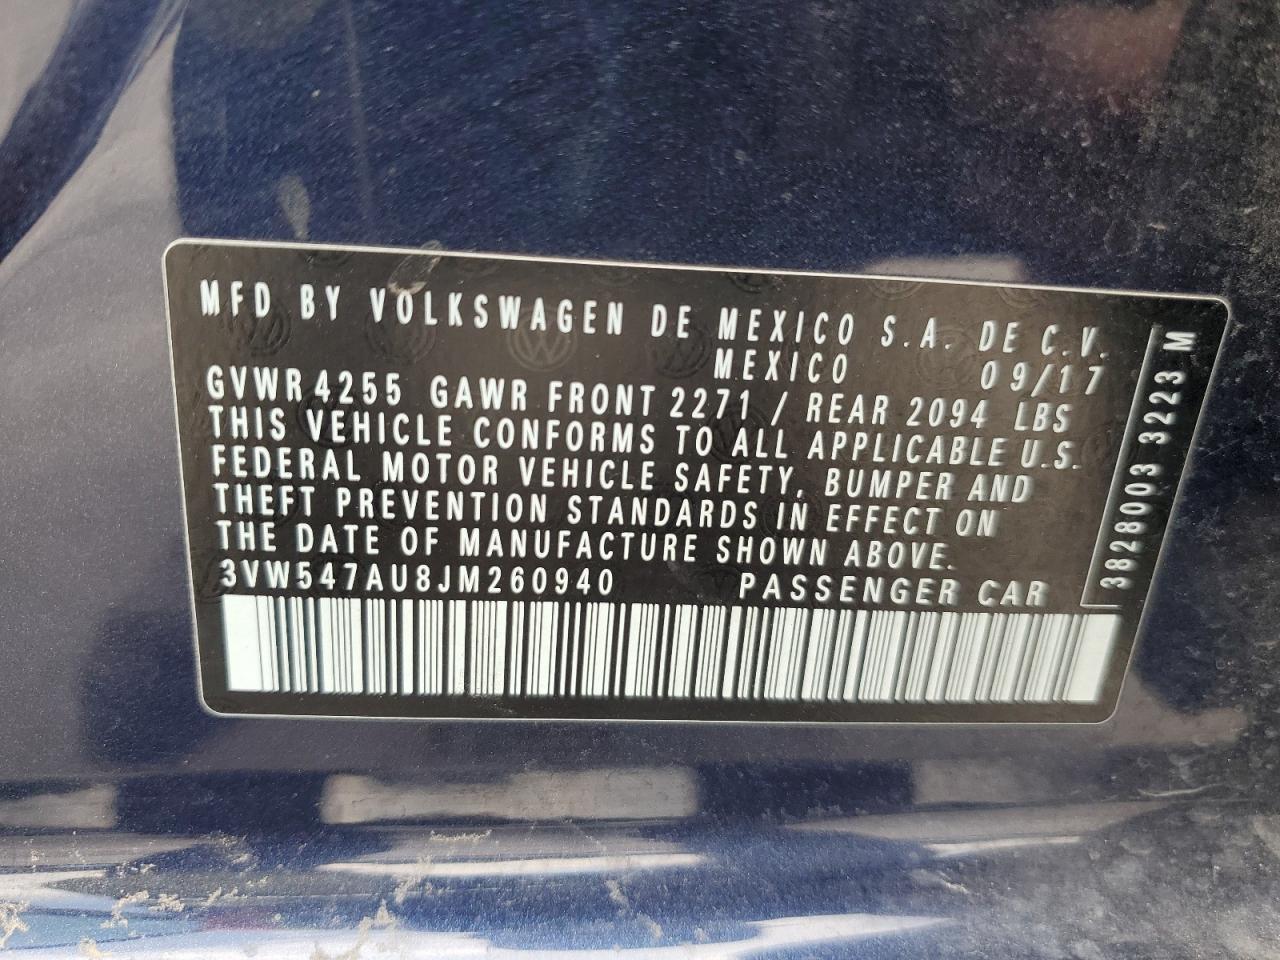 MFD BY VOLKSWAGEN DE MEXICO S.A. DE C.V.
MEXICO 09/17
GVWR 4255 GAWR FRONT 2271 / REAR 2094 LBS
THIS VEHICLE CONFORMS TO ALL APPLICABLE U.S.
FEDERAL MOTOR VEHICLE SAFETY, BUMPER AND
THEFT PREVENTION STANDARDS IN EFFECT ON
THE DATE OF MANUFACTURE SHOWN ABOVE.
3VW547AU8JM260940 PASSENGER CAR
3828003 3223 M